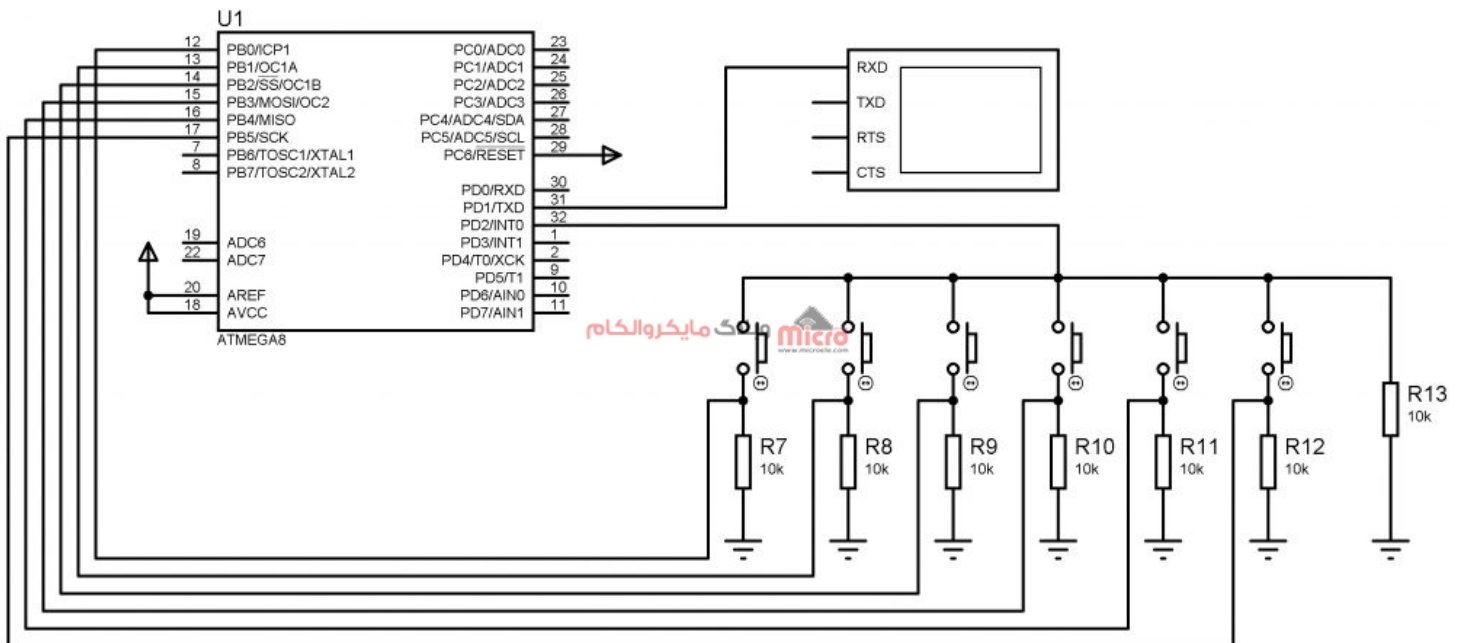 U1
12 PB0/ICP1 PC0/ADC0 23
13 PB1/OC1A PC1/ADC1 24
14 PB2/SS/OC1B PC2/ADC2 25
15 PB3/MOSI/OC2 PC3/ADC3 26
16 PB4/MISO PC4/ADC4/SDA 27
17 PB5/SCK PC5/ADC5/SCL 28
7 PB6/TOSC1/XTAL1 PC6/RESET 29
8 PB7/TOSC2/XTAL2
PD0/RXD 30
PD1/TXD 31
PD2/INT0 32
19 ADC6 PD3/INT1 1
22 ADC7 PD4/T0/XCK 2
PD5/T1 9
20 AREF PD6/AIN0 10
18 AVCC PD7/AIN1 11
ATMEGA8
RXD
TXD
RTS
CTS
مایکروالکام
Micro
www.microele.com
R7
10k
R8
10k
R9
10k
R10
10k
R11
10k
R12
10k
R13
10k